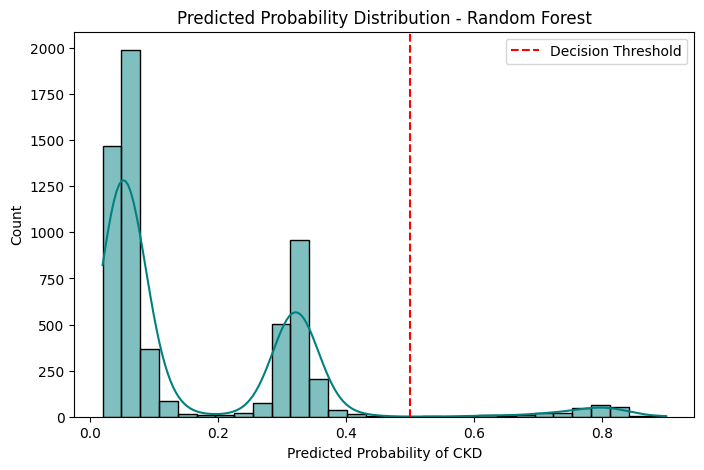 Predicted Probability Distribution - Random Forest
Decision Threshold
Count
2000
1750
1500
1250
1000
750
500
250
0
0.0 0.2 0.4 0.6 0.8
Predicted Probability of CKD